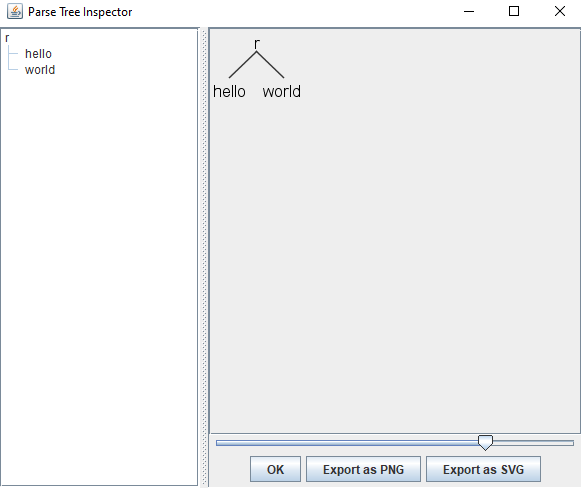 Parse Tree Inspector
r
hello
world
r
hello world
OK Export as PNG Export as SVG